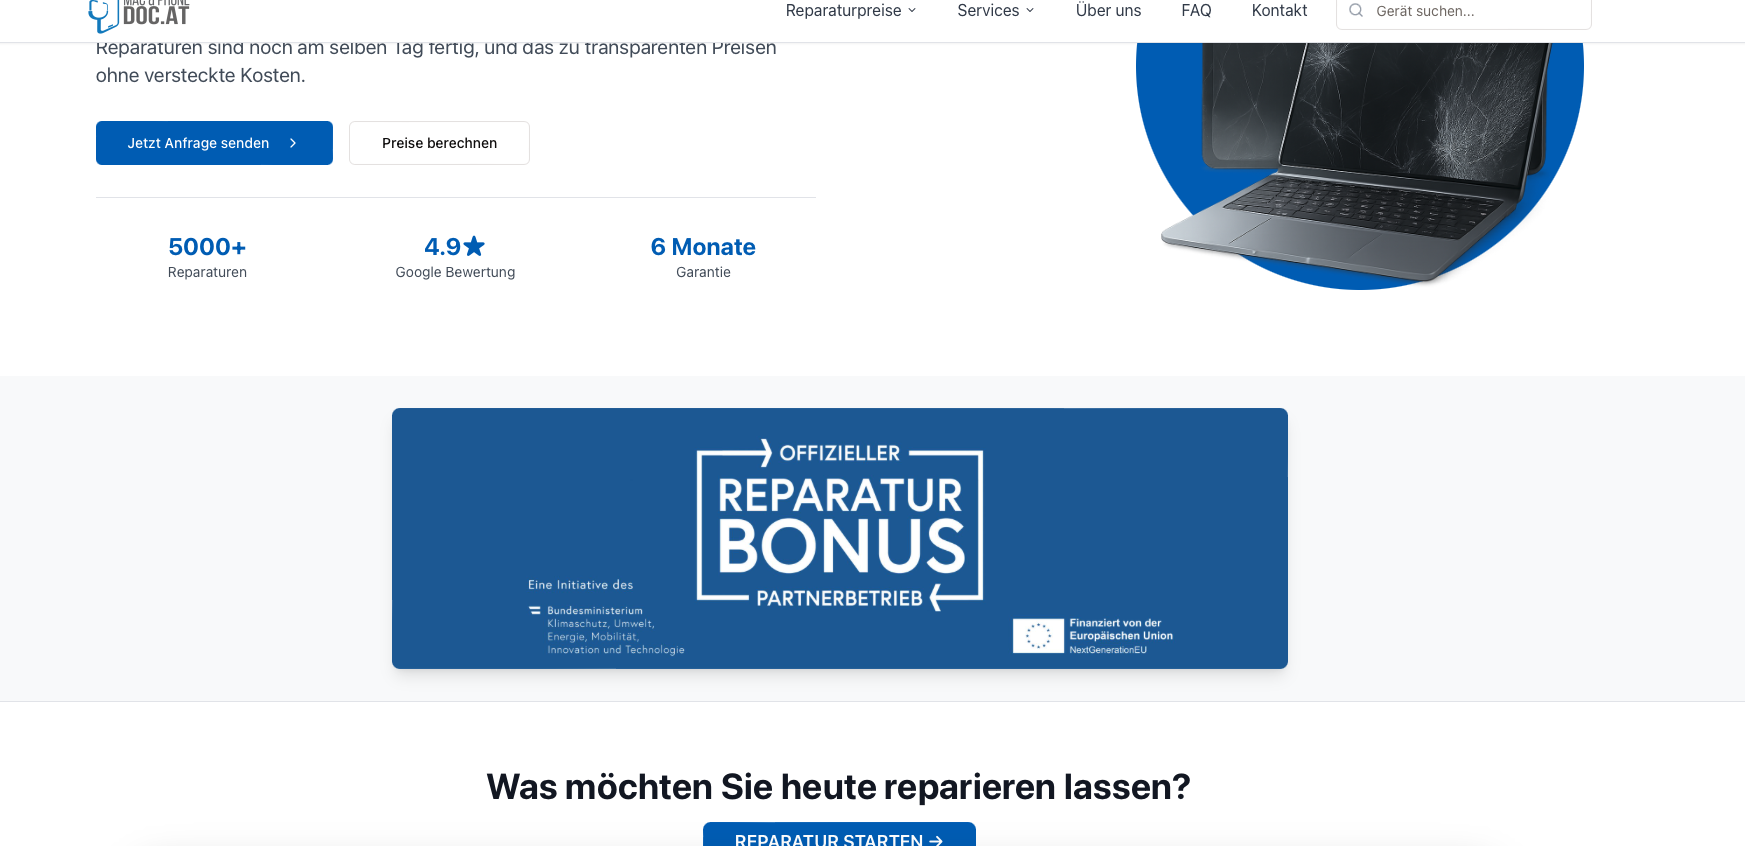 MAC & PHONE
DOC.AT
Reparaturpreise
Services
Über uns
FAQ
Kontakt
Gerät suchen...
Reparaturen sind noch am selben Tag fertig, und das zu transparenten Preisen
ohne versteckte Kosten.
Jetzt Anfrage senden
Preise berechnen
5000+
Reparaturen
4.9★
Google Bewertung
6 Monate
Garantie
OFFIZIELLER
REPARATUR
BONUS
PARTNERBETRIEB
Eine Initiative des
Bundesministerium
Klimaschutz, Umwelt,
Energie, Mobilität,
Innovation und Technologie
Finanziert von der
Europäischen Union
NextGenerationEU
Was möchten Sie heute reparieren lassen?
REPARATUR STARTEN →